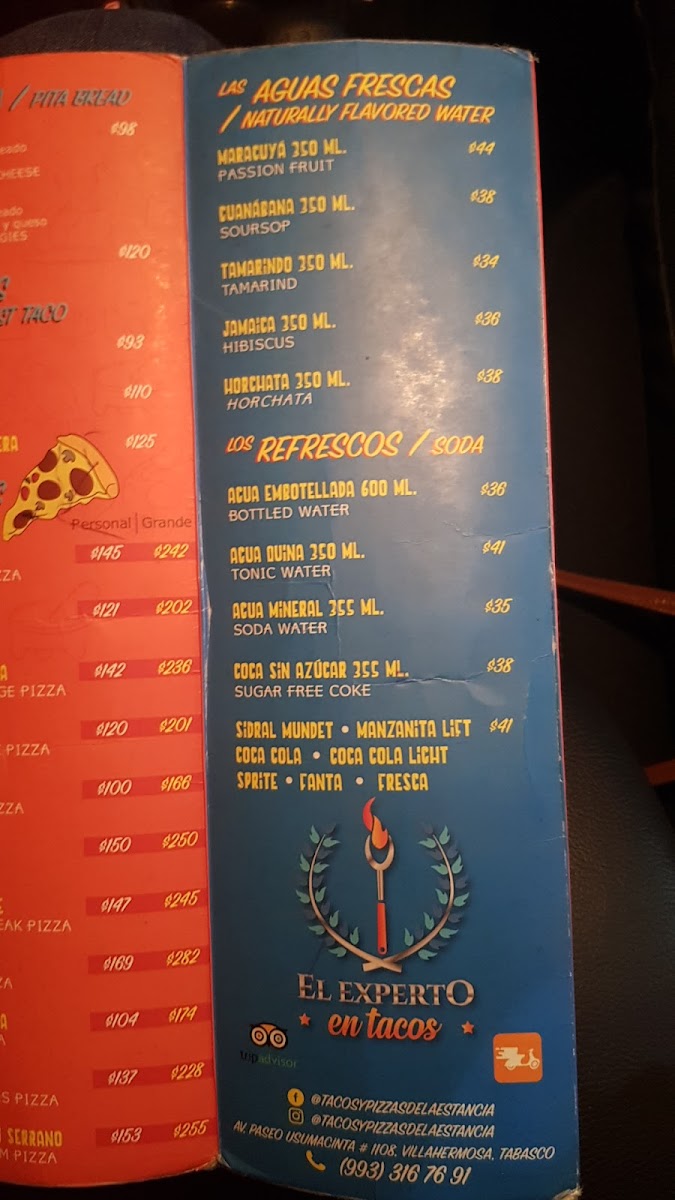 / PITA BREAD
$98
eado
CHEESE
eado
y queso
GIES
$120
ET TACO
$93
$110
ERA
$125
Personal | Grande
$145 $242
ZZA
$121 $202
A
$142 $236
GE PIZZA
$120 $201
PIZZA
$100 $166
ZZA
$150 $250
$147 $245
EAK PIZZA
$169 $282
ZA
$104 $174
A
$137 $228
S PIZZA
SERRANO
$153 $255
M PIZZA
LAS AGUAS FRESCAS
/ NATURALLY FLAVORED WATER
MARACUYÁ 350 ML. $44
PASSION FRUIT
GUANÁBANA 350 ML. $38
SOURSOP
TAMARINDO 350 ML. $34
TAMARIND
JAMAICA 350 ML. $36
HIBISCUS
HORCHATA 350 ML. $38
HORCHATA
LOS REFRESCOS / SODA
AGUA EMBOTELLADA 600 ML. $36
BOTTLED WATER
AGUA QUINA 350 ML. $41
TONIC WATER
AGUA MINERAL 355 ML. $35
SODA WATER
COCA SIN AZÚCAR 355 ML. $38
SUGAR FREE COKE
SIDRAL MUNDET • MANZANITA LIFT $41
COCA COLA • COCA COLA LIGHT
SPRITE • FANTA • FRESCA
EL EXPERTO
en tacos
tripadvisor
@TACOSYPIZZASDELAESTANCIA
@TACOSYPIZZASDELAESTANCIA
AV. PASEO USUMACINTA # 1108, VILLAHERMOSA, TABASCO
(993) 316 76 91